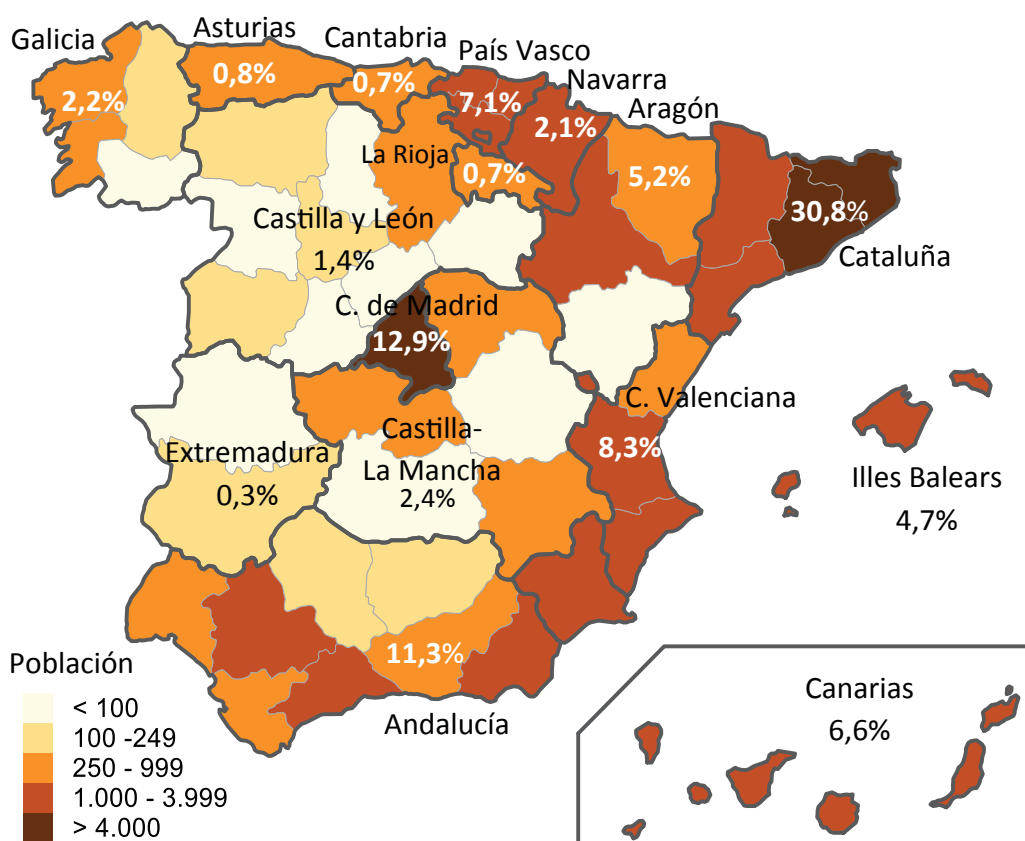 Galicia
2,2%
Asturias
0,8%
Cantabria
0,7%
País Vasco
7,1%
Navarra
2,1%
Aragón
5,2%
La Rioja
0,7%
30,8%
Cataluña
Castilla y León
1,4%
C. de Madrid
12,9%
C. Valenciana
8,3%
Castilla-
La Mancha
2,4%
Extremadura
0,3%
Illes Balears
4,7%
11,3%
Andalucía
Canarias
6,6%
Población
< 100
100 -249
250 - 999
1.000 - 3.999
> 4.000